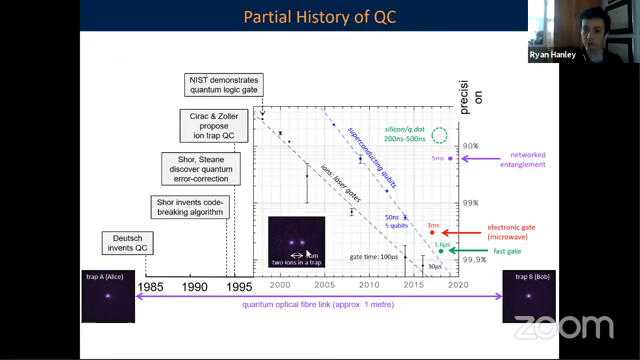 Partial History of QC
Ryan Hanley
NIST demonstrates
quantum logic gate
Cirac & Zoller
propose
ion trap QC
Shor, Steane
discover quantum
error-correction
Shor invents code-
breaking algorithm
Deutsch
invents QC
precisi
on
silicon/q.dot
200ns-500ns
superconducting qubits
ions: laser gates
90%
5ms
networked
entanglement
99%
50ns
5 qubits
3ms
electronic gate
(microwave)
1.6µs
fast gate
gate time: 100µs
30µs
99.9%
two ions in a trap
1985
1990
1995
2000
2005
2010
2015
2020
trap A (Alice)
quantum optical fibre link (approx. 1 metre)
trap B (Bob)
zoom